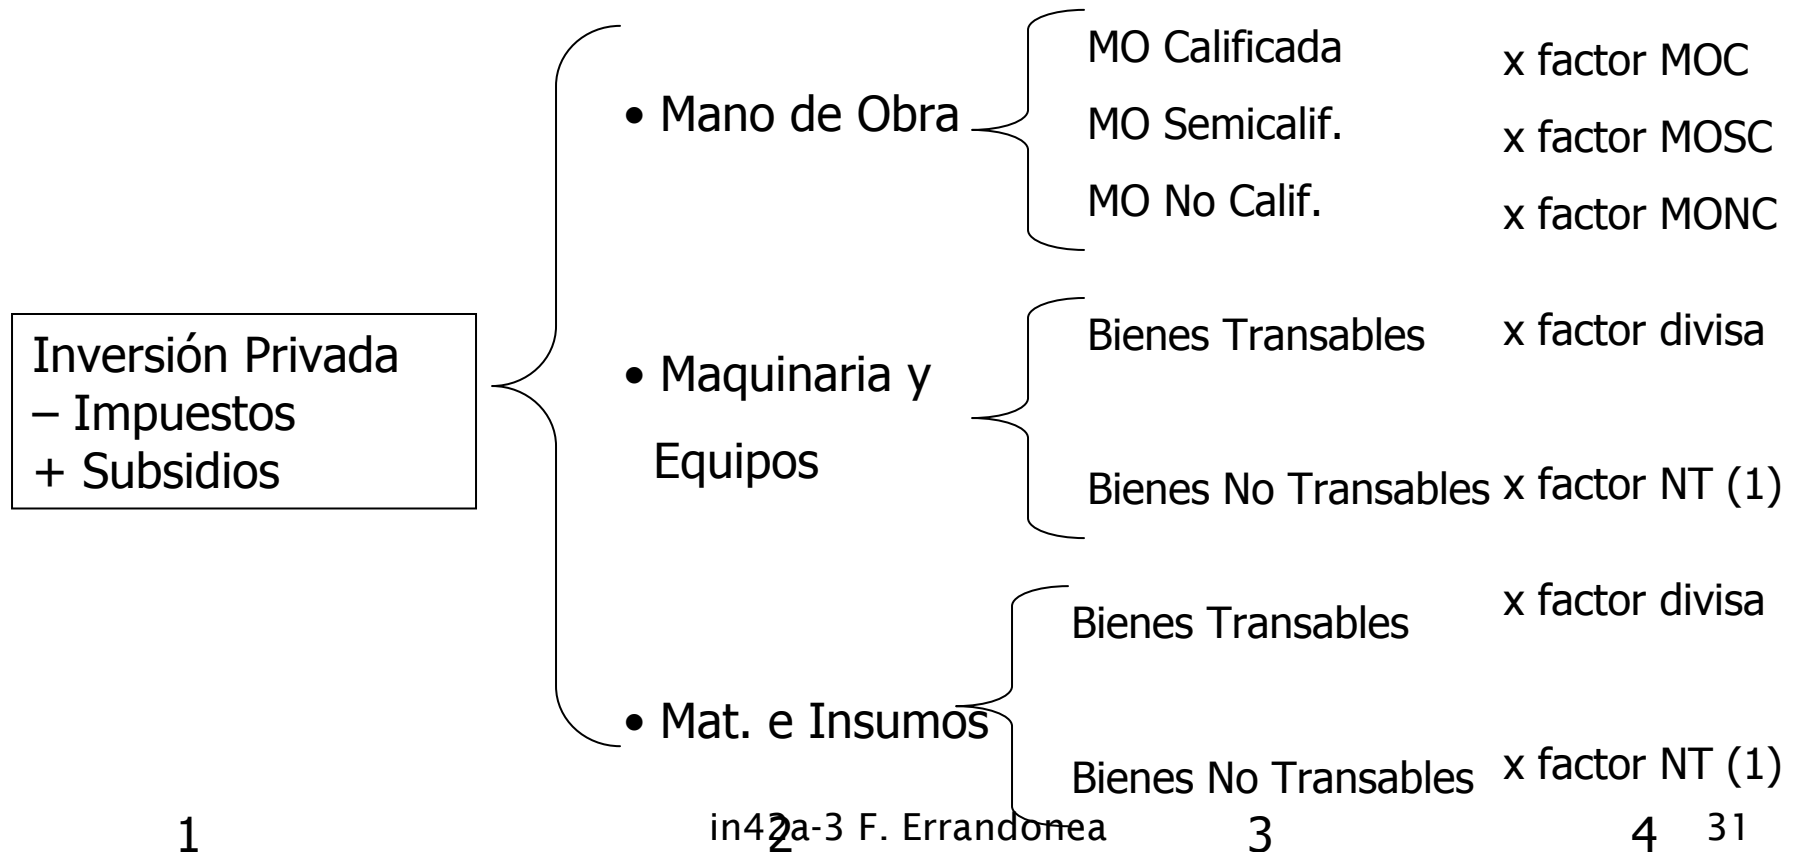 Inversión Privada
– Impuestos
+ Subsidios
• Mano de Obra
MO Calificada
x factor MOC
MO Semicalif.
x factor MOSC
MO No Calif.
x factor MONC
• Maquinaria y
Equipos
Bienes Transables
x factor divisa
Bienes No Transables
x factor NT (1)
• Mat. e Insumos
Bienes Transables
x factor divisa
Bienes No Transables
x factor NT (1)
1
2
3
4
in42a-3 F. Errandonea
31